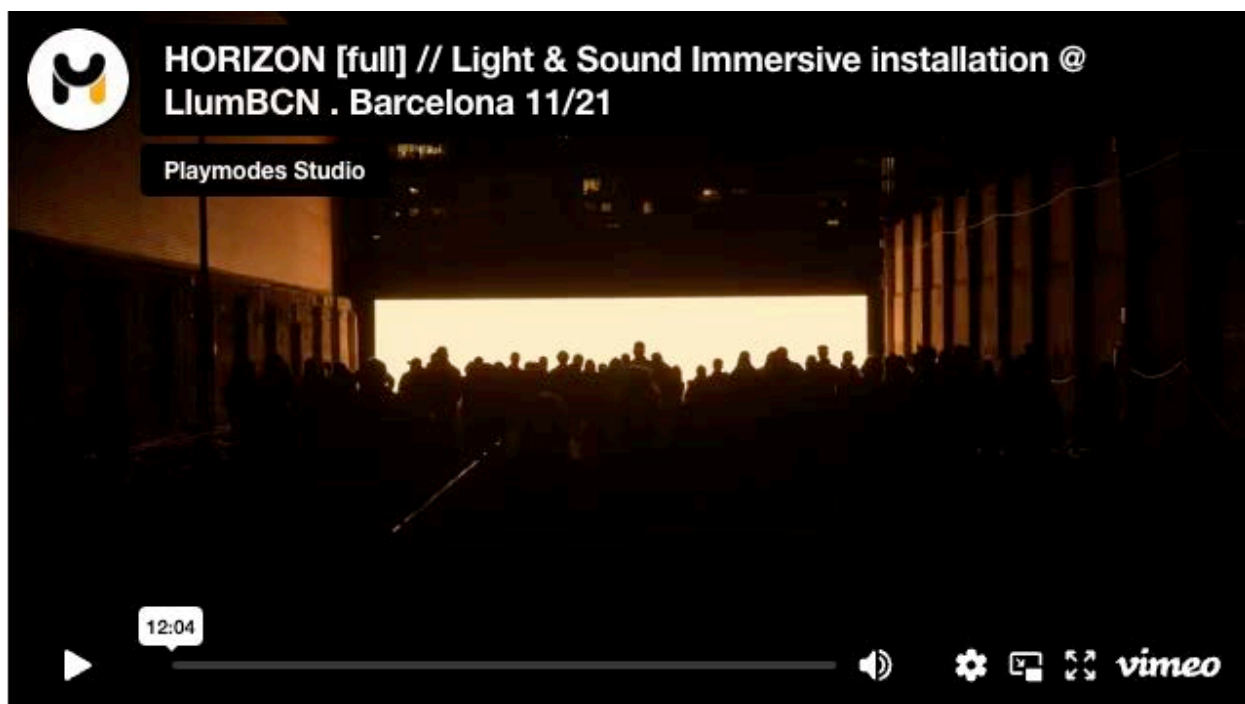 HORIZON [full] // Light & Sound Immersive installation @
LlumBCN . Barcelona 11/21
Playmodes Studio
12:04
vimeo